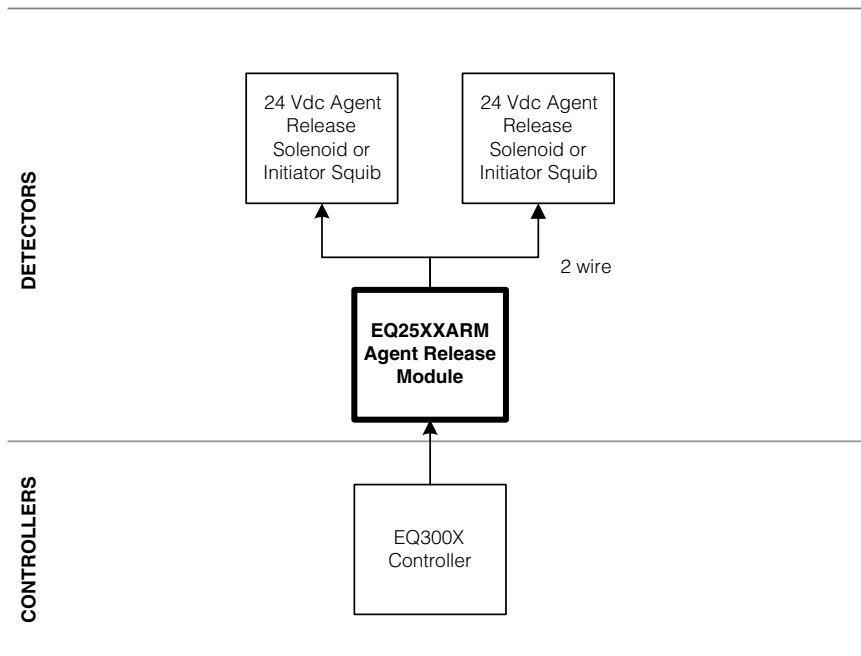 24 Vdc Agent
Release
Solenoid or
Initiator Squib
24 Vdc Agent
Release
Solenoid or
Initiator Squib
DETECTORS
2 wire
EQ25XXARM
Agent Release
Module
CONTROLLERS
EQ300X
Controller